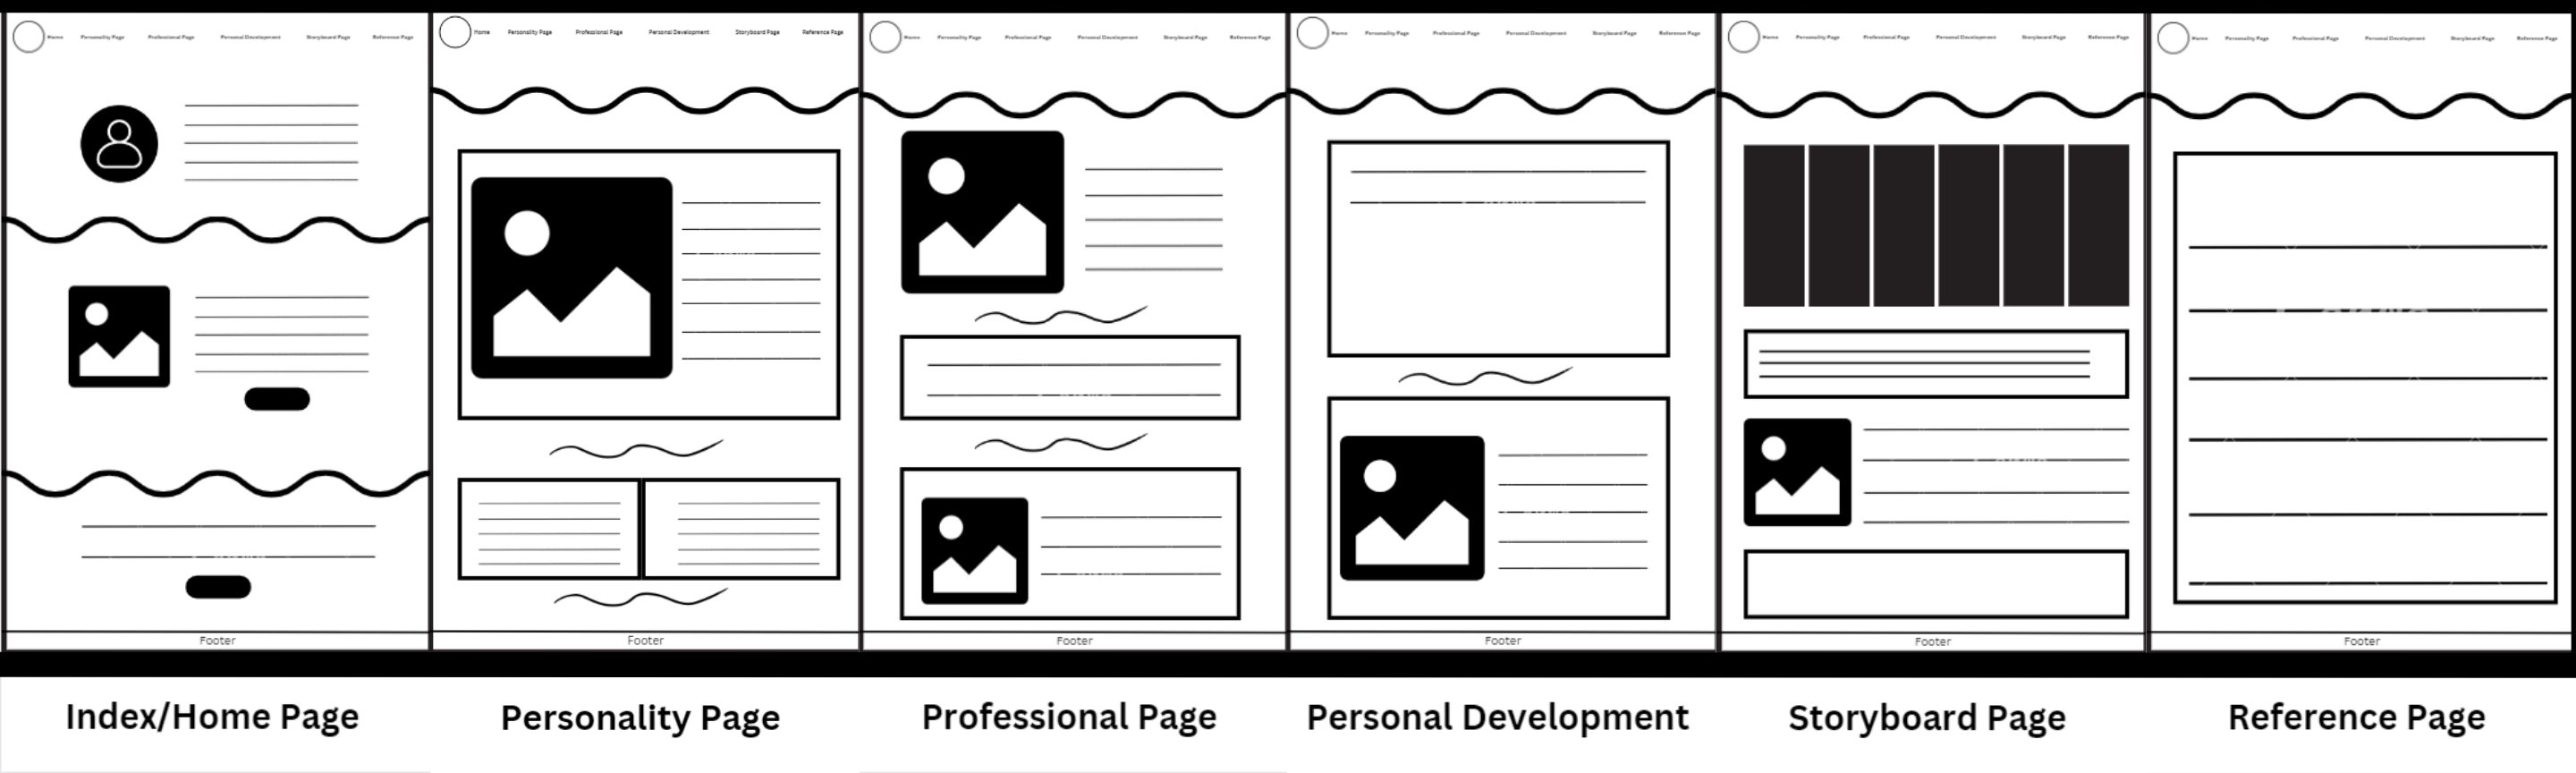 Home Personality Page Professional Page Personal Development Storyboard Page Reference Page
Home Personality Page Professional Page Personal Development Storyboard Page Reference Page
Home Personality Page Professional Page Personal Development Storyboard Page Reference Page
Home Personality Page Professional Page Personal Development Storyboard Page Reference Page
Home Personality Page Professional Page Personal Development Storyboard Page Reference Page
Home Personality Page Professional Page Personal Development Storyboard Page Reference Page
Footer
Footer
Footer
Footer
Footer
Footer
Index/Home Page
Personality Page
Professional Page
Personal Development
Storyboard Page
Reference Page